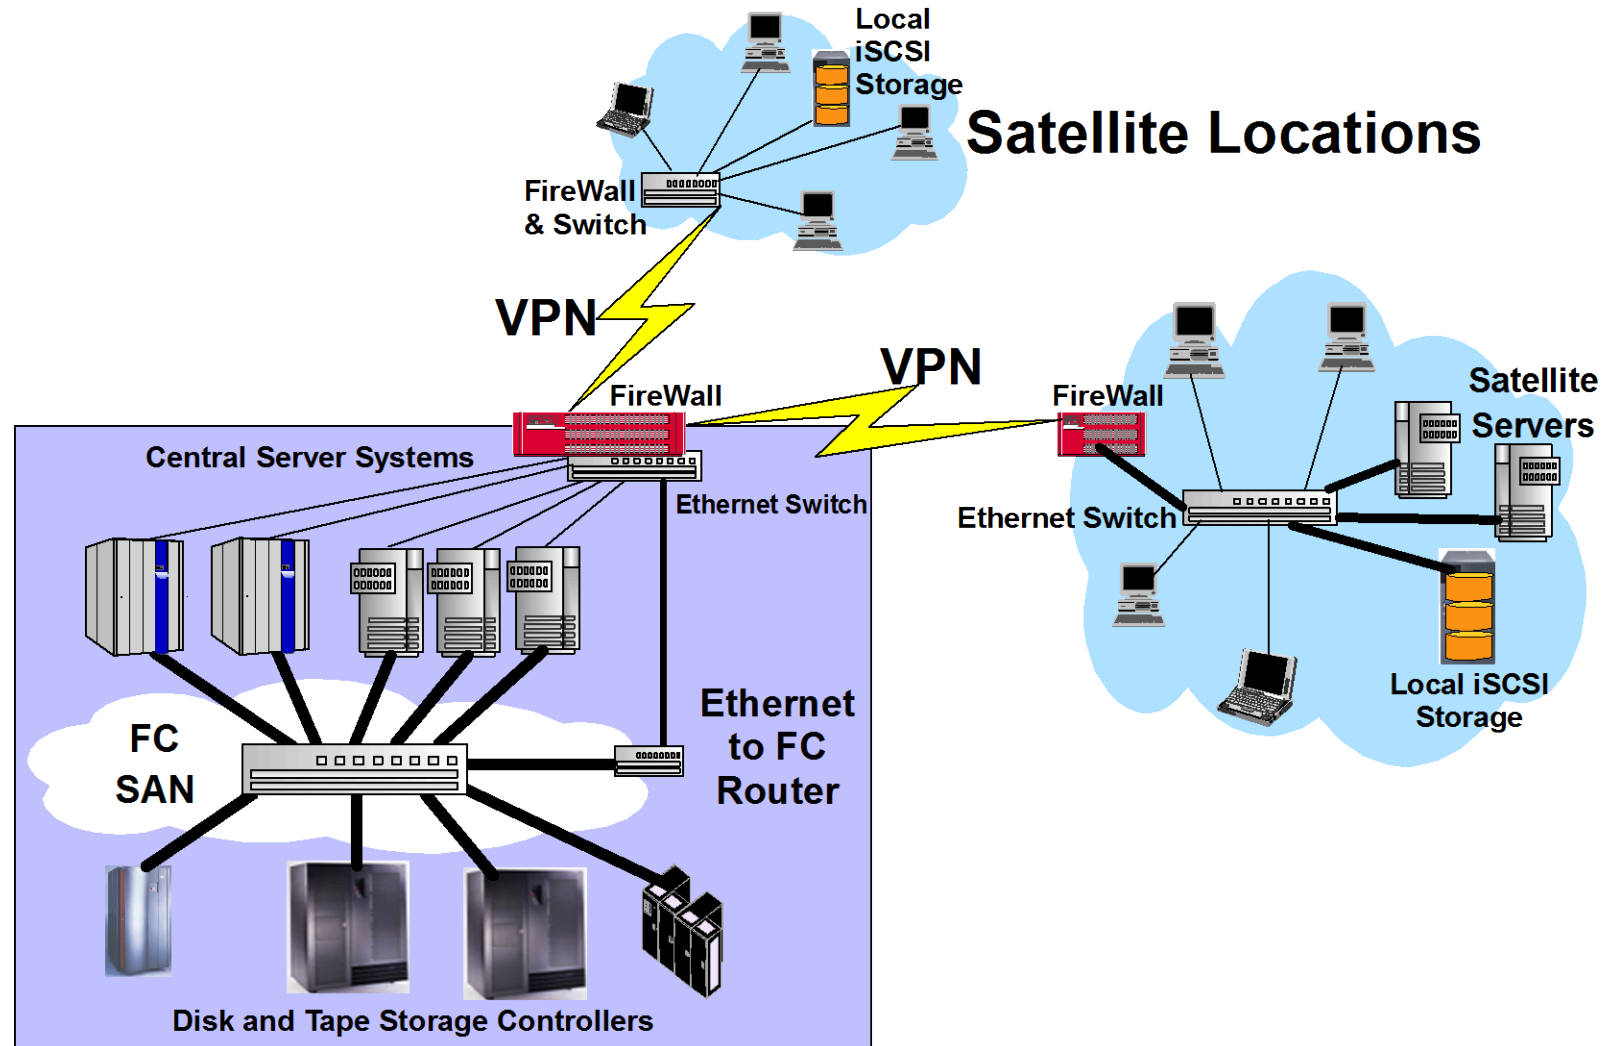 Local
iSCSI
Storage
Satellite Locations
FireWall
& Switch
VPN
VPN
FireWall
FireWall
Satellite
Servers
Central Server Systems
Ethernet Switch
Ethernet Switch
Local iSCSI
Storage
Ethernet
to FC
Router
FC
SAN
Disk and Tape Storage Controllers